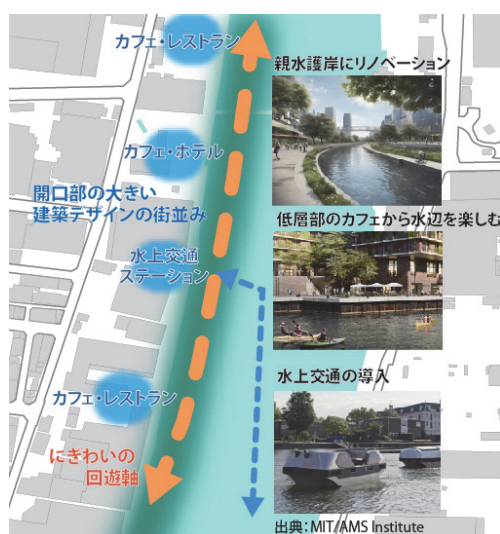 カフェ・レストラン
カフェ・ホテル
開口部の大きい
建築デザインの街並み
水上交通
ステーション
カフェ・レストラン
にぎわいの
回遊軸
親水護岸にリノベーション
低層部のカフェから水辺を楽しむ
水上交通の導入
出典：MIT/AMS Institute